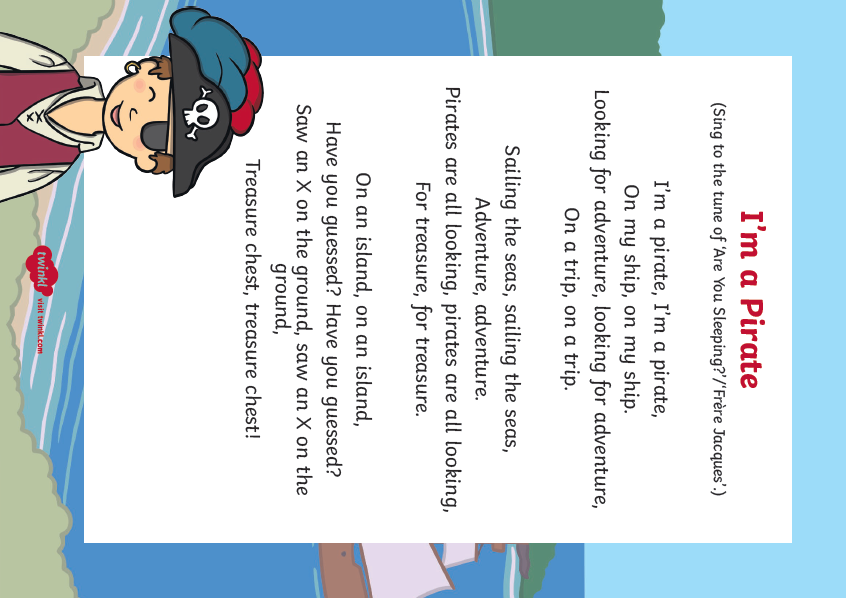 I'm a Pirate
(Sing to the tune of 'Are You Sleeping?'/'Frère Jacques'.)
I'm a pirate, I'm a pirate,
On my ship, on my ship.
Looking for adventure, looking for adventure,
On a trip, on a trip.
Sailing the seas, sailing the seas,
Adventure, adventure.
Pirates are all looking, pirates are all looking,
For treasure, for treasure.
On an island, on an island,
Have you guessed? Have you guessed?
Saw an X on the ground, saw an X on the
ground,
Treasure chest, treasure chest!
twinkl visit twinkl.com